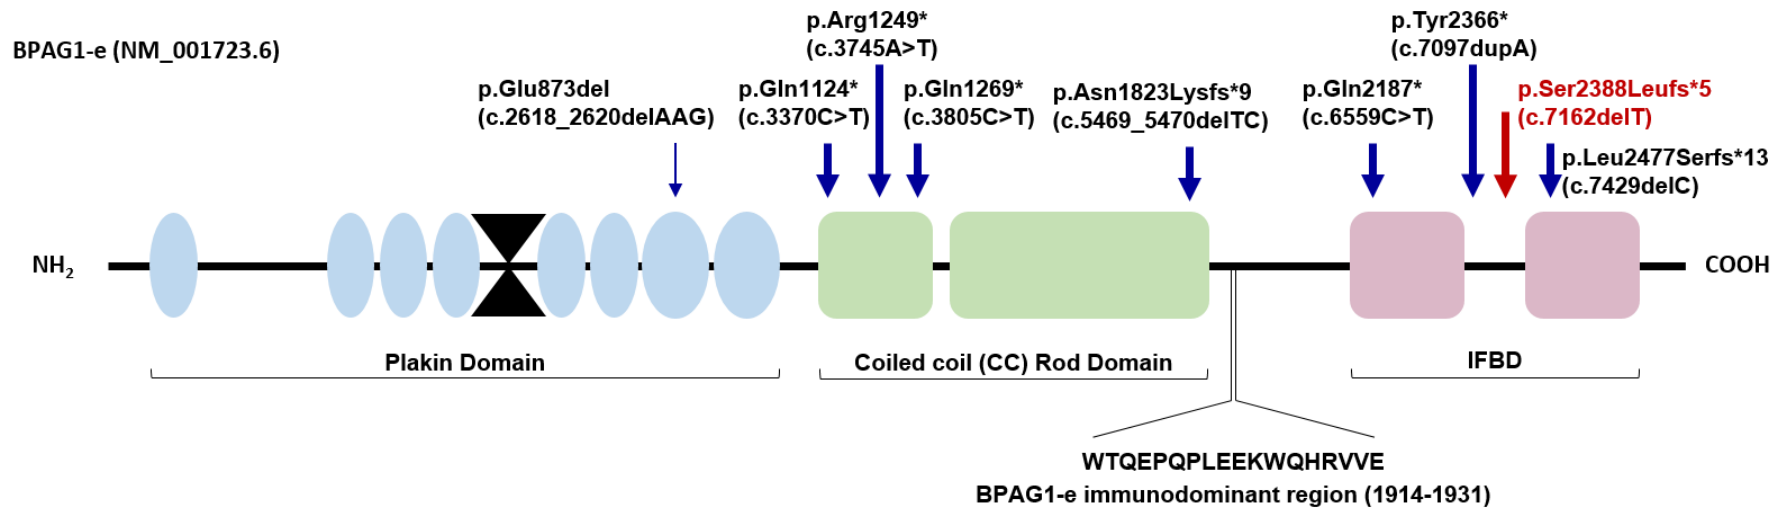 BPAG1-e (NM_001723.6)
p.Glu873del
(c.2618_2620delAAG)
p.Gln1124*
(c.3370C>T)
p.Arg1249*
(c.3745A>T)
p.Gln1269*
(c.3805C>T)
p.Asn1823Lysfs*9
(c.5469_5470delTC)
p.Gln2187*
(c.6559C>T)
p.Tyr2366*
(c.7097dupA)
p.Ser2388Leufs*5
(c.7162delT)
p.Leu2477Serfs*13
(c.7429delC)
NH2
COOH
Plakin Domain
Coiled coil (CC) Rod Domain
IFBD
WTQEPQPLEEKWQHRVVE
BPAG1-e immunodominant region (1914-1931)